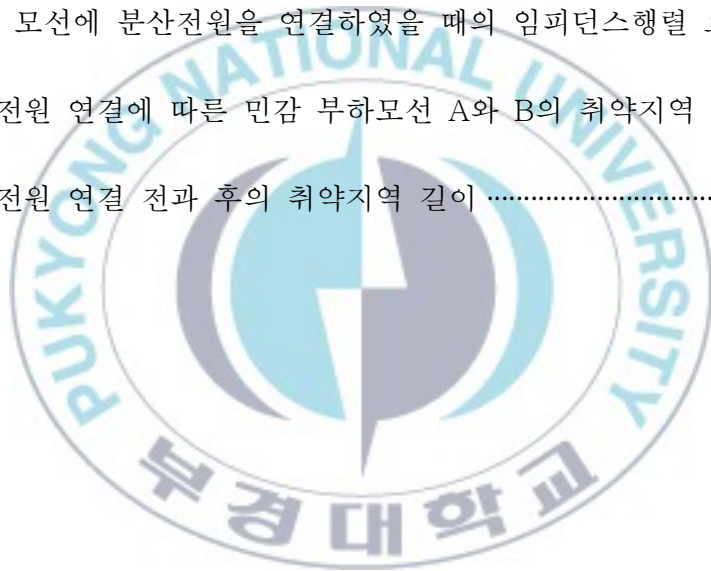 모선에 분산전원을 연결하였을 때의 임피던스행렬
전원 연결에 따른 민감 부하모선 A와 B의 취약지역
전원 연결 전과 후의 취약지역 길이 ································
PUKYONG NATIONAL UNIVERSITY
부경대학교